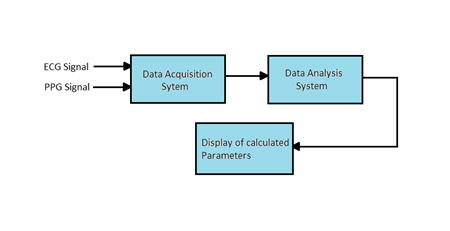 ECG Signal
PPG Signal
Data Acquisition
Sytem
Data Analysis
System
Display of calculated
Parameters